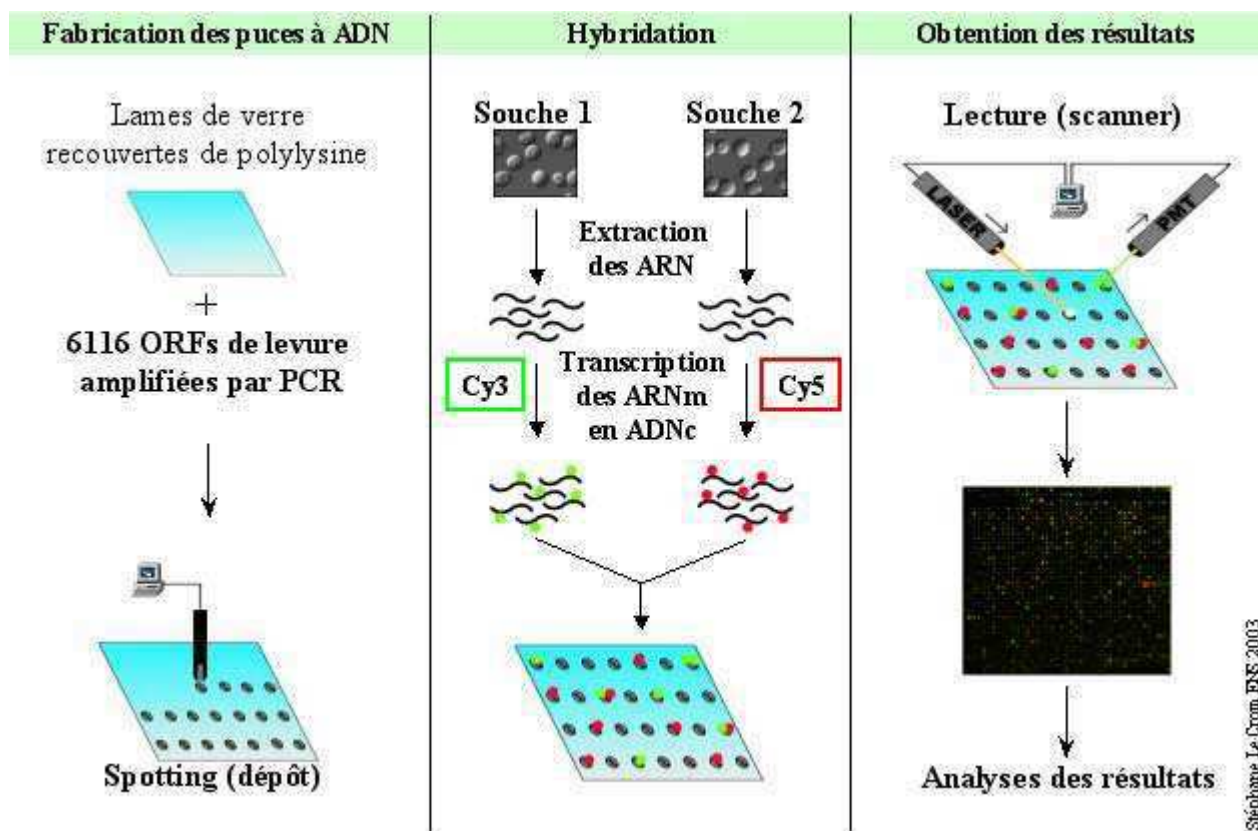 Fabrication des puces à ADN
Lames de verre
recouvertes de polylysine
+
6116 ORFs de levure
amplifiées par PCR
Spotting (dépôt)
Hybridation
Souche 1
Souche 2
Extraction
des ARN
Cy3
Transcription
des ARNm
en ADNc
Cy5
Obtention des résultats
Lecture (scanner)
LASER
PMT
Analyses des résultats
Stéphane Le Crom ENS 2003